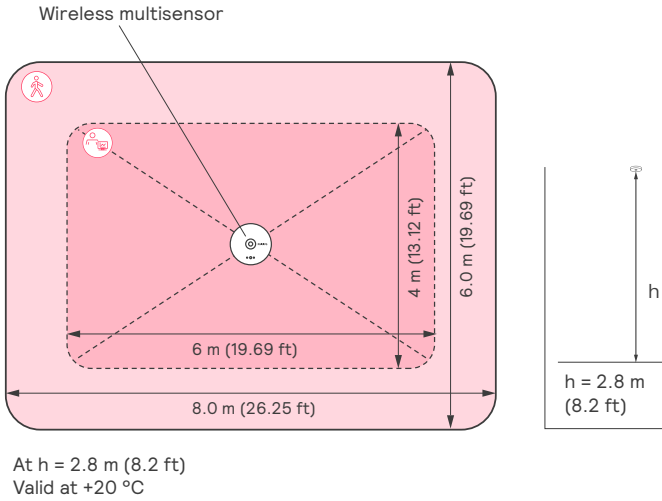 Wireless multisensor
4 m (13.12 ft)
6.0 m (19.69 ft)
6 m (19.69 ft)
8.0 m (26.25 ft)
h
h = 2.8 m
(8.2 ft)
At h = 2.8 m (8.2 ft)
Valid at +20 °C